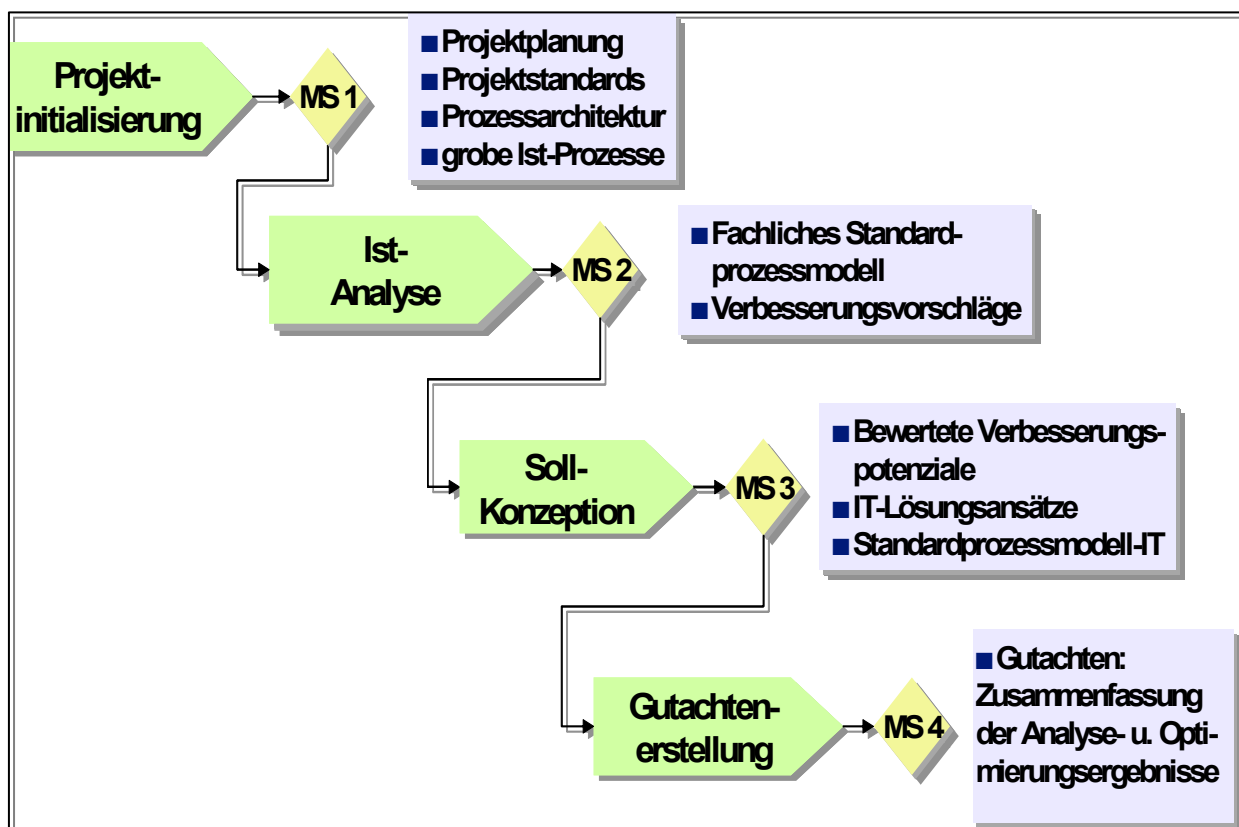 Projekt-
initialisierung
MS 1
■ Projektplanung
■ Projektstandards
■ Prozessarchitektur
■ grobe Ist-Prozesse
Ist-
Analyse
MS 2
■ Fachliches Standard-
prozessmodell
■ Verbesserungsvorschläge
Soll-
Konzeption
MS 3
■ Bewertete Verbesserungs-
potenziale
■ IT-Lösungsansätze
■ Standardprozessmodell-IT
Gutachten-
erstellung
MS 4
■ Gutachten:
Zusammenfassung
der Analyse- u. Opti-
mierungsergebnisse